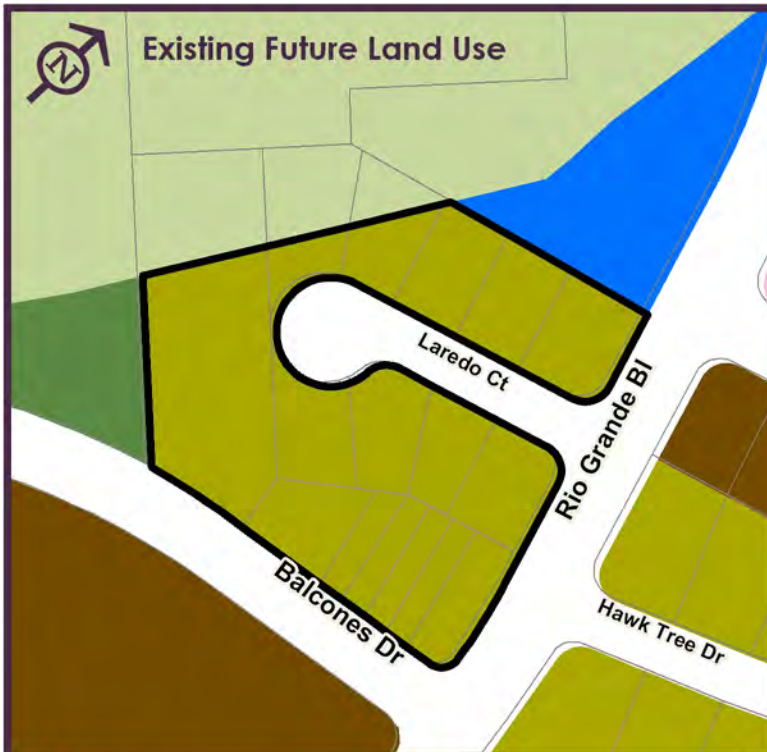 N
Existing Future Land Use
Laredo Ct
Rio Grande Bl
Balcones Dr
Hawk Tree Dr